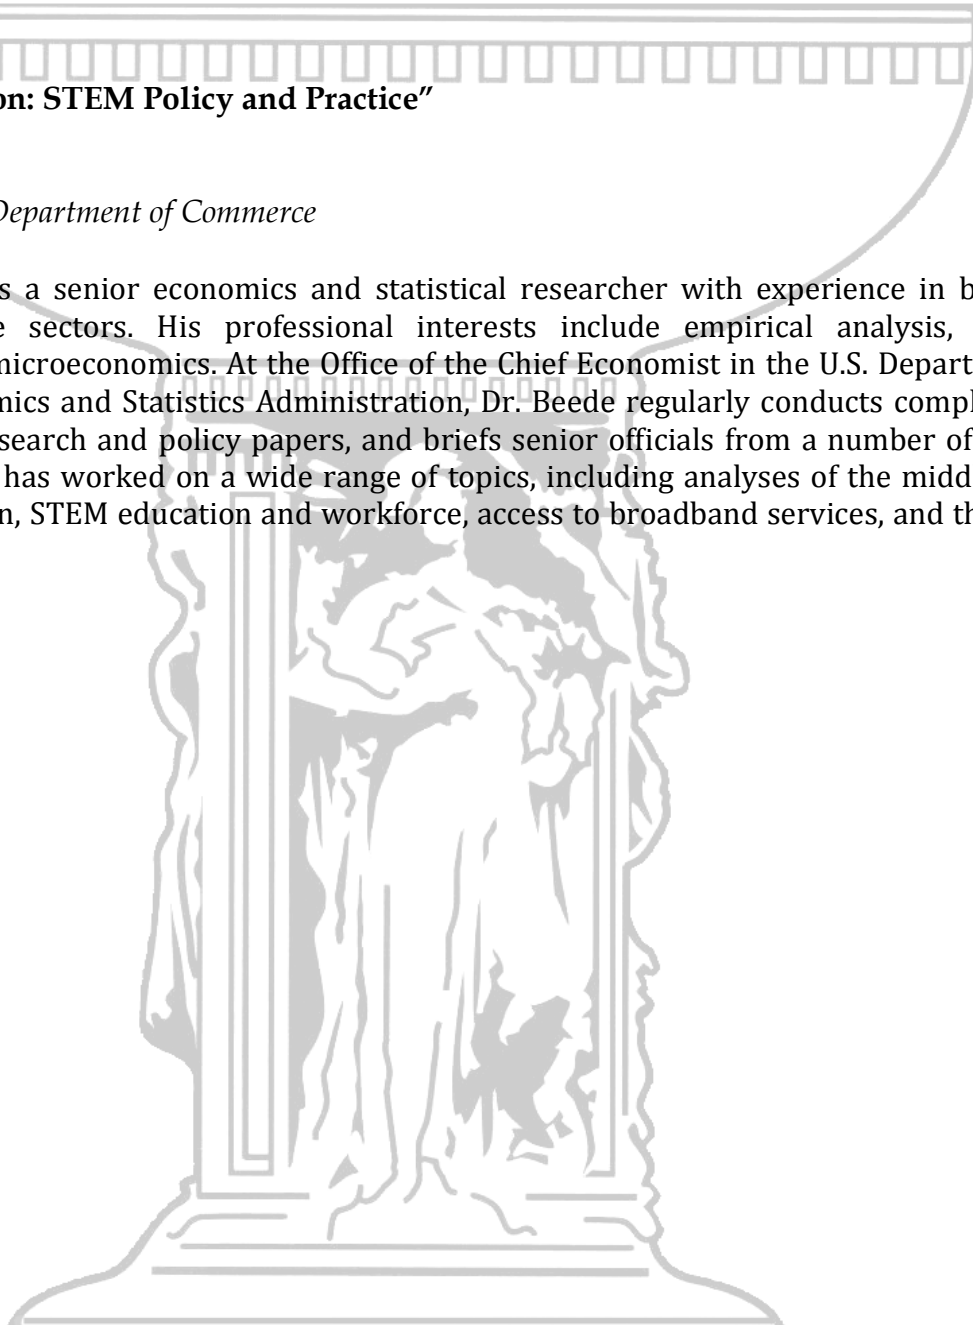 on: STEM Policy and Practice”
Department of Commerce
s a senior economics and statistical researcher with experience in b
e sectors. His professional interests include empirical analysis,
microeconomics. At the Office of the Chief Economist in the U.S. Depart
mics and Statistics Administration, Dr. Beede regularly conducts compl
search and policy papers, and briefs senior officials from a number of
has worked on a wide range of topics, including analyses of the midd
n, STEM education and workforce, access to broadband services, and th